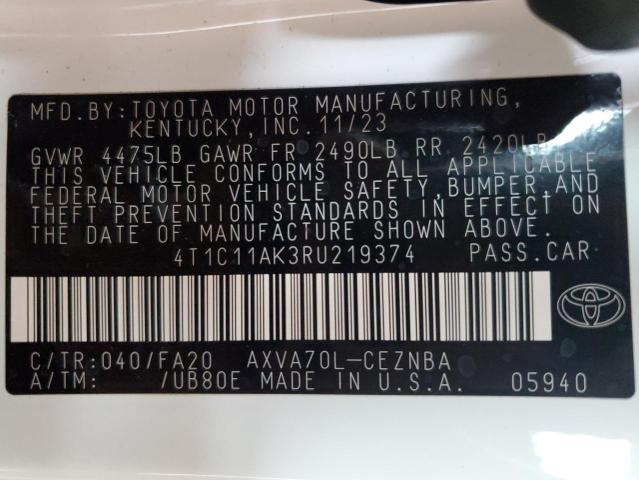 MFD.BY:TOYOTA MOTOR MANUFACTURING,
KENTUCKY,INC.11/23
GVWR 4475LB GAWR FR 2490LB RR 2420LB
THIS VEHICLE CONFORMS TO ALL APPLICABLE
FEDERAL MOTOR VEHICLE SAFETY,BUMPER,AND
THEFT PREVENTION STANDARDS IN EFFECT ON
THE DATE OF MANUFACTURE SHOWN ABOVE.
4T1C11AK3RU219374 PASS.CAR
C/TR:040/FA20 AXVA70L-CEZNBA
A/TM: /UB80E MADE IN U.S.A. 05940